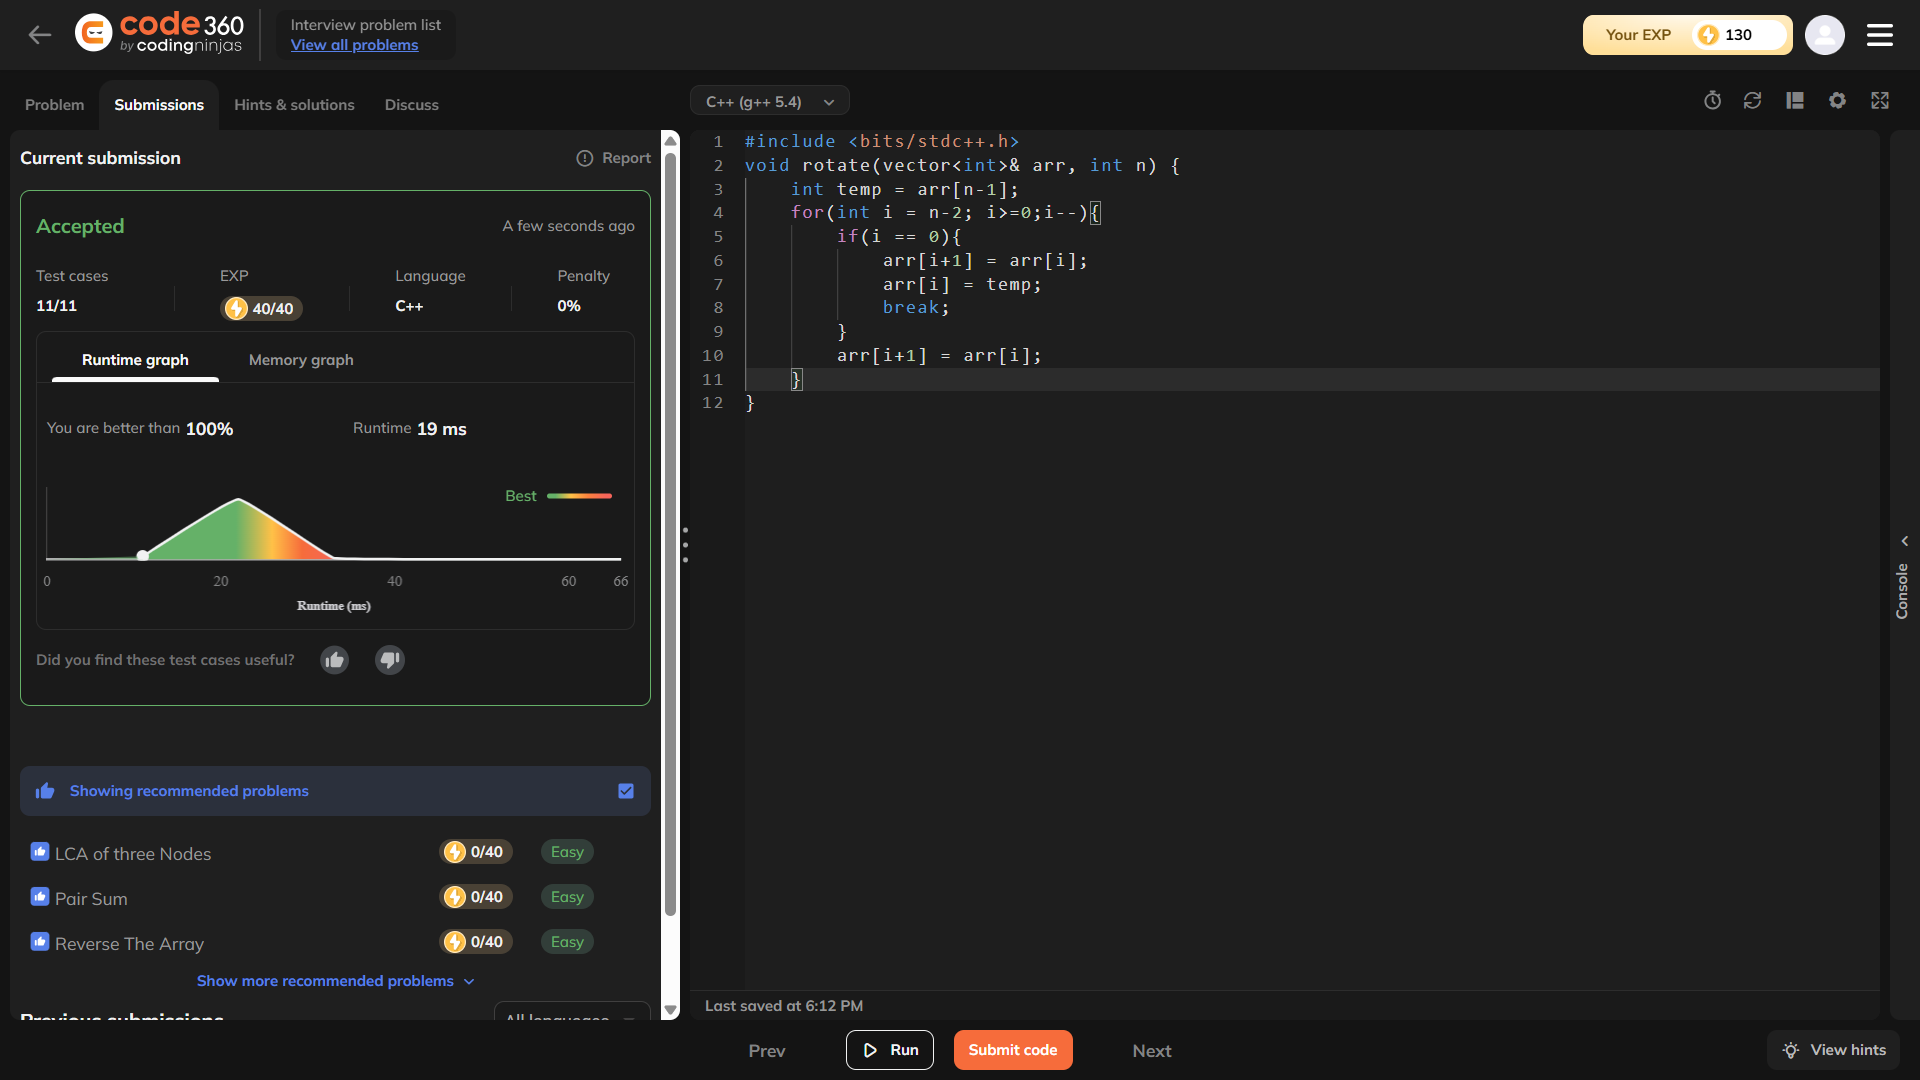 code 360
by codingninjas
Interview problem list
View all problems
Your EXP 130
Problem Submissions Hints & solutions Discuss
Current submission Report
Accepted A few seconds ago
Test cases EXP Language Penalty
11/11 40/40 C++ 0%
Runtime graph Memory graph
You are better than 100% Runtime 19 ms
Best
0 20 40 60 66
Runtime (ms)
Did you find these test cases useful?
Showing recommended problems
LCA of three Nodes 0/40 Easy
Pair Sum 0/40 Easy
Reverse The Array 0/40 Easy
Show more recommended problems
Previous submissions All languages
C++ (g++ 5.4)
1 #include <bits/stdc++.h>
2 void rotate(vector<int>& arr, int n) {
3 int temp = arr[n-1];
4 for(int i = n-2; i>=0;i--){
5 if(i == 0){
6 arr[i+1] = arr[i];
7 arr[i] = temp;
8 break;
9 }
10 arr[i+1] = arr[i];
11 }
12 }
Console
Last saved at 6:12 PM
Prev Run Submit code Next View hints